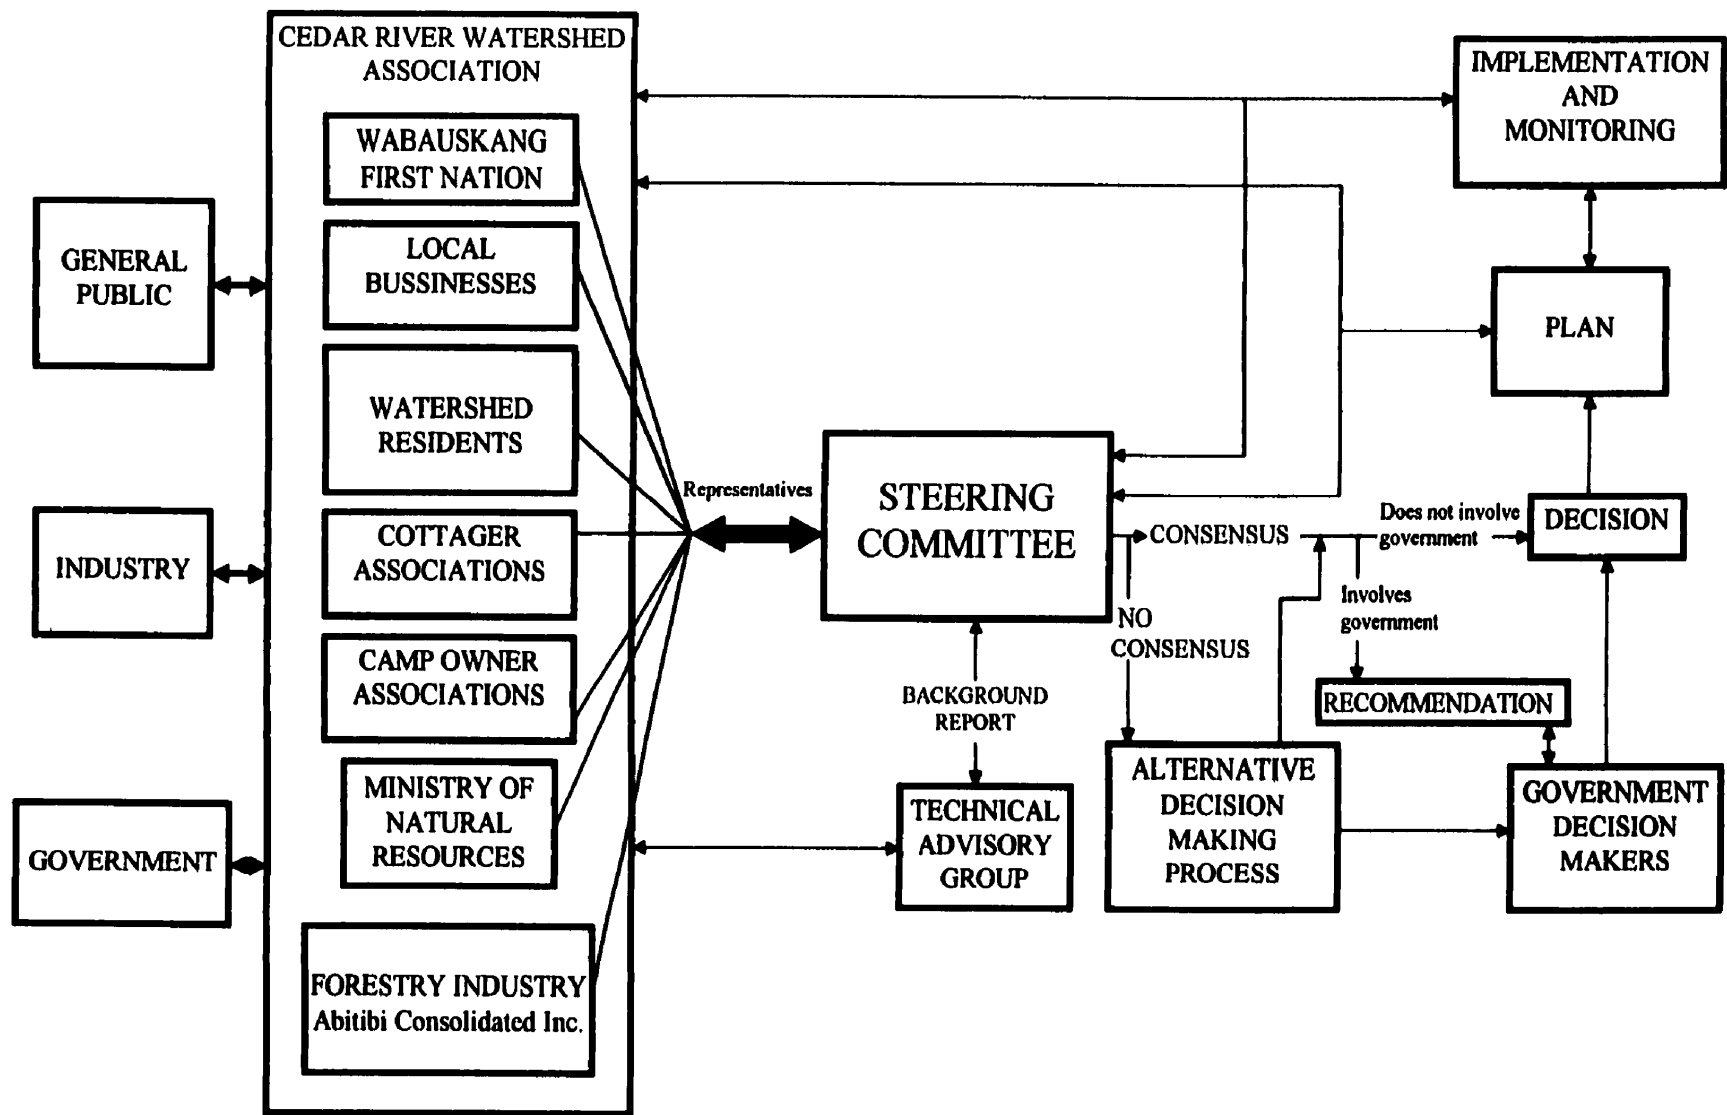 CEDAR RIVER WATERSHED
ASSOCIATION
WABAUSKANG
FIRST NATION
LOCAL
BUSSINESSES
WATERSHED
RESIDENTS
COTTAGER
ASSOCIATIONS
CAMP OWNER
ASSOCIATIONS
MINISTRY OF
NATURAL
RESOURCES
FORESTRY INDUSTRY
Abitibi Consolidated Inc.
GENERAL
PUBLIC
INDUSTRY
GOVERNMENT
Representatives
STEERING
COMMITTEE
BACKGROUND
REPORT
TECHNICAL
ADVISORY
GROUP
CONSENSUS
NO
CONSENSUS
Does not involve
government
Involves
government
RECOMMENDATION
ALTERNATIVE
DECISION
MAKING
PROCESS
GOVERNMENT
DECISION
MAKERS
DECISION
PLAN
IMPLEMENTATION
AND
MONITORING